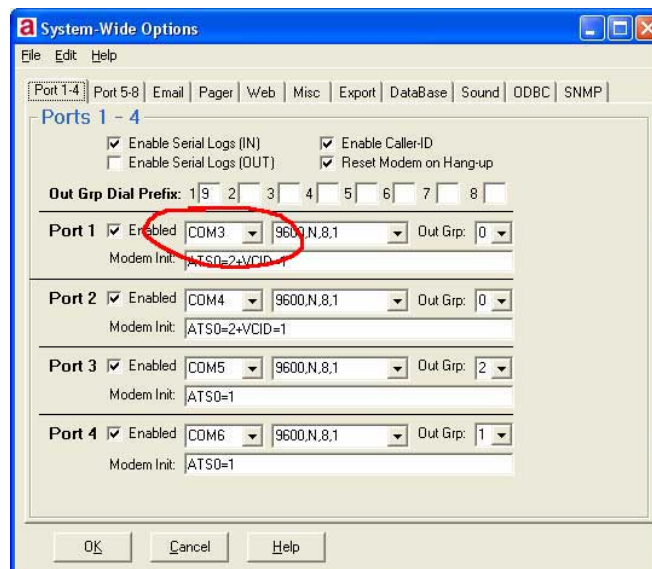 a System-Wide Options
File Edit Help
Port 1-4 Port 5-8 Email Pager Web Misc Export DataBase Sound ODBC SNMP
Ports 1 - 4
Enable Serial Logs (IN) Enable Caller-ID
Enable Serial Logs (OUT) Reset Modem on Hang-up
Out Grp Dial Prefix: 1 9 2 3 4 5 6 7 8
Port 1 Enabled COM3 9600,N,8,1 Out Grp: 0
Modem Init: ATS0=2+VCID=1
Port 2 Enabled COM4 9600,N,8,1 Out Grp: 0
Modem Init: ATS0=2+VCID=1
Port 3 Enabled COM5 9600,N,8,1 Out Grp: 2
Modem Init: ATS0=1
Port 4 Enabled COM6 9600,N,8,1 Out Grp: 1
Modem Init: ATS0=1
OK Cancel Help